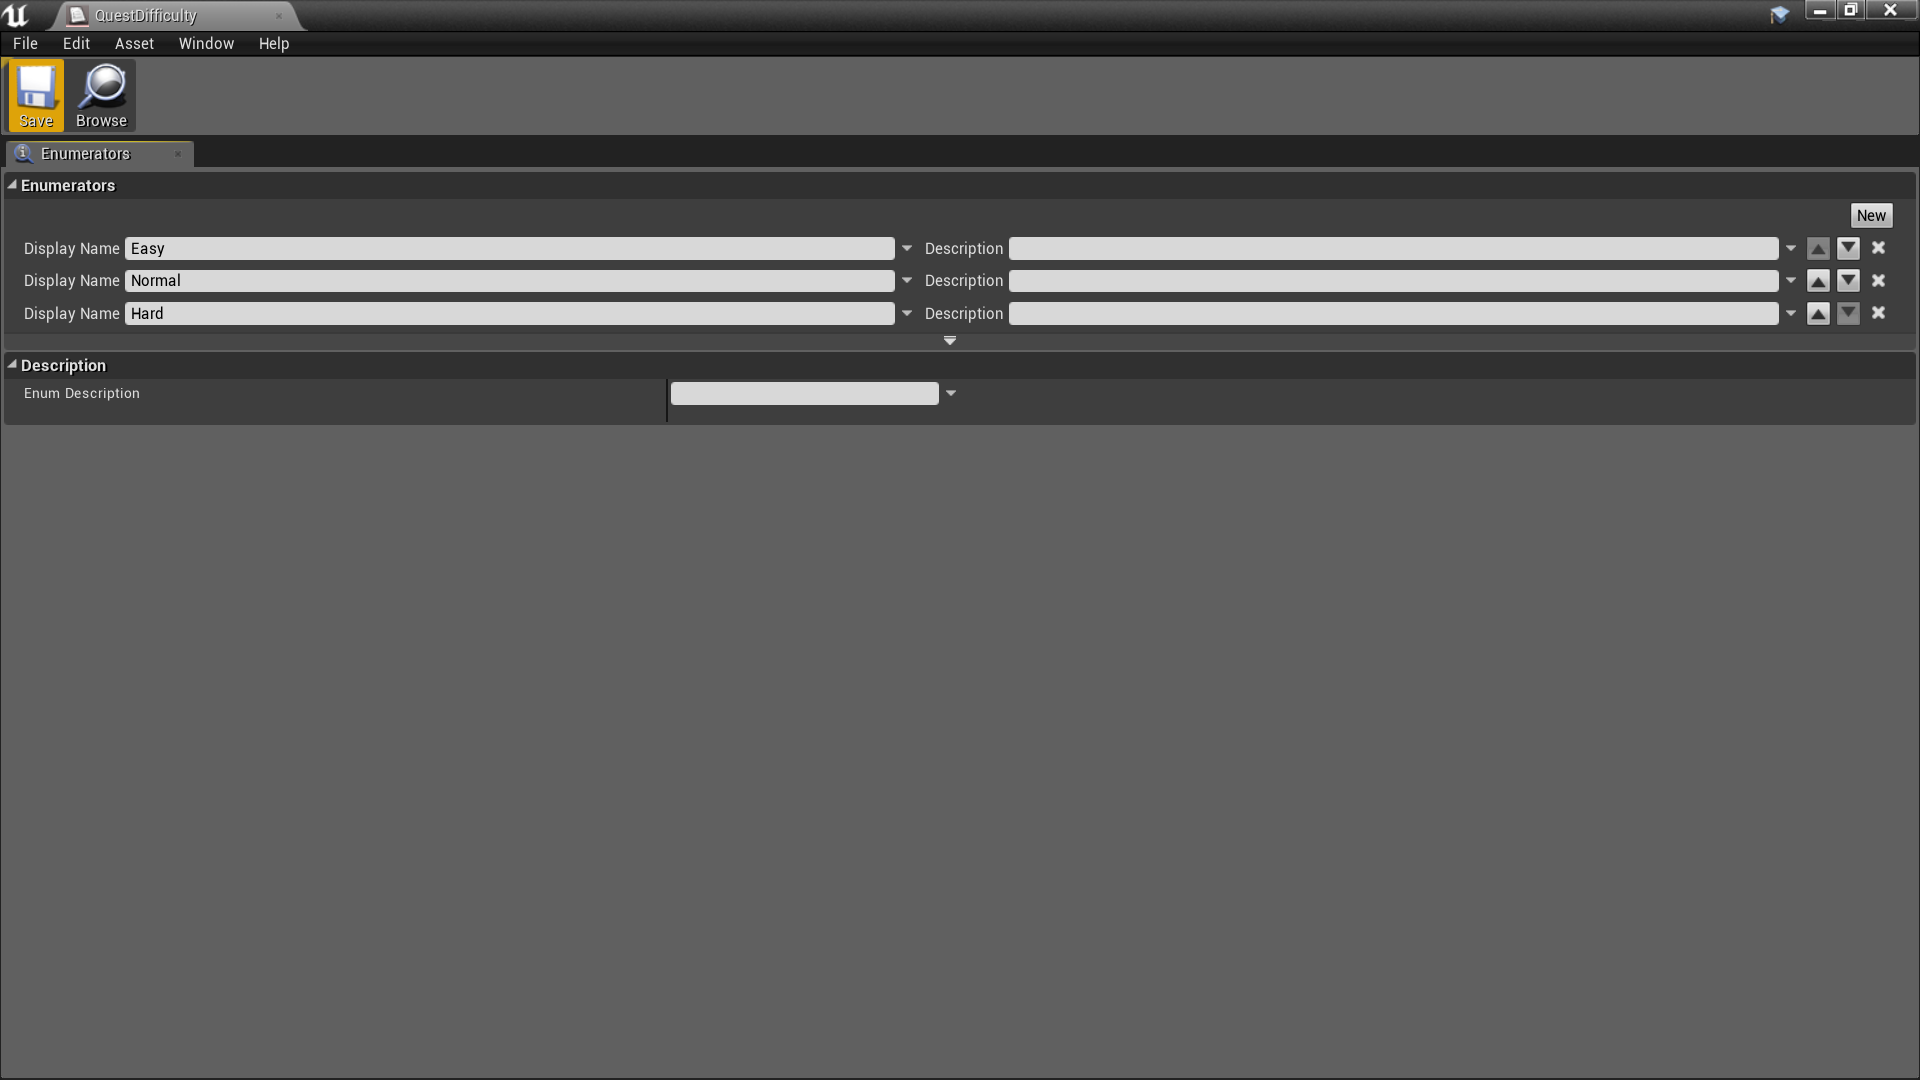 QuestDifficulty
File Edit Asset Window Help
Save Browse
Enumerators
Enumerators
New
Display Name Easy Description
Display Name Normal Description
Display Name Hard Description
Description
Enum Description